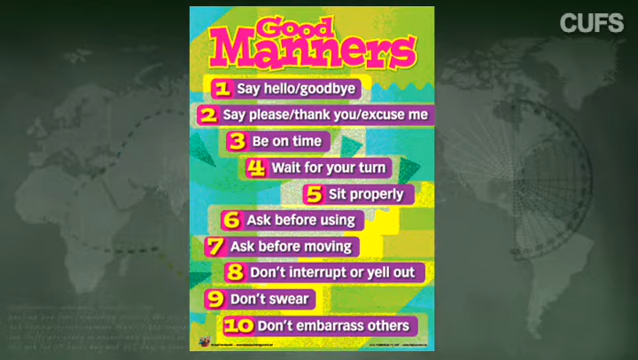 CUFS
Good
Manners
1 Say hello/goodbye
2 Say please/thank you/excuse me
3 Be on time
4 Wait for your turn
5 Sit properly
6 Ask before using
7 Ask before moving
8 Don't interrupt or yell out
9 Don't swear
10 Don't embarrass others